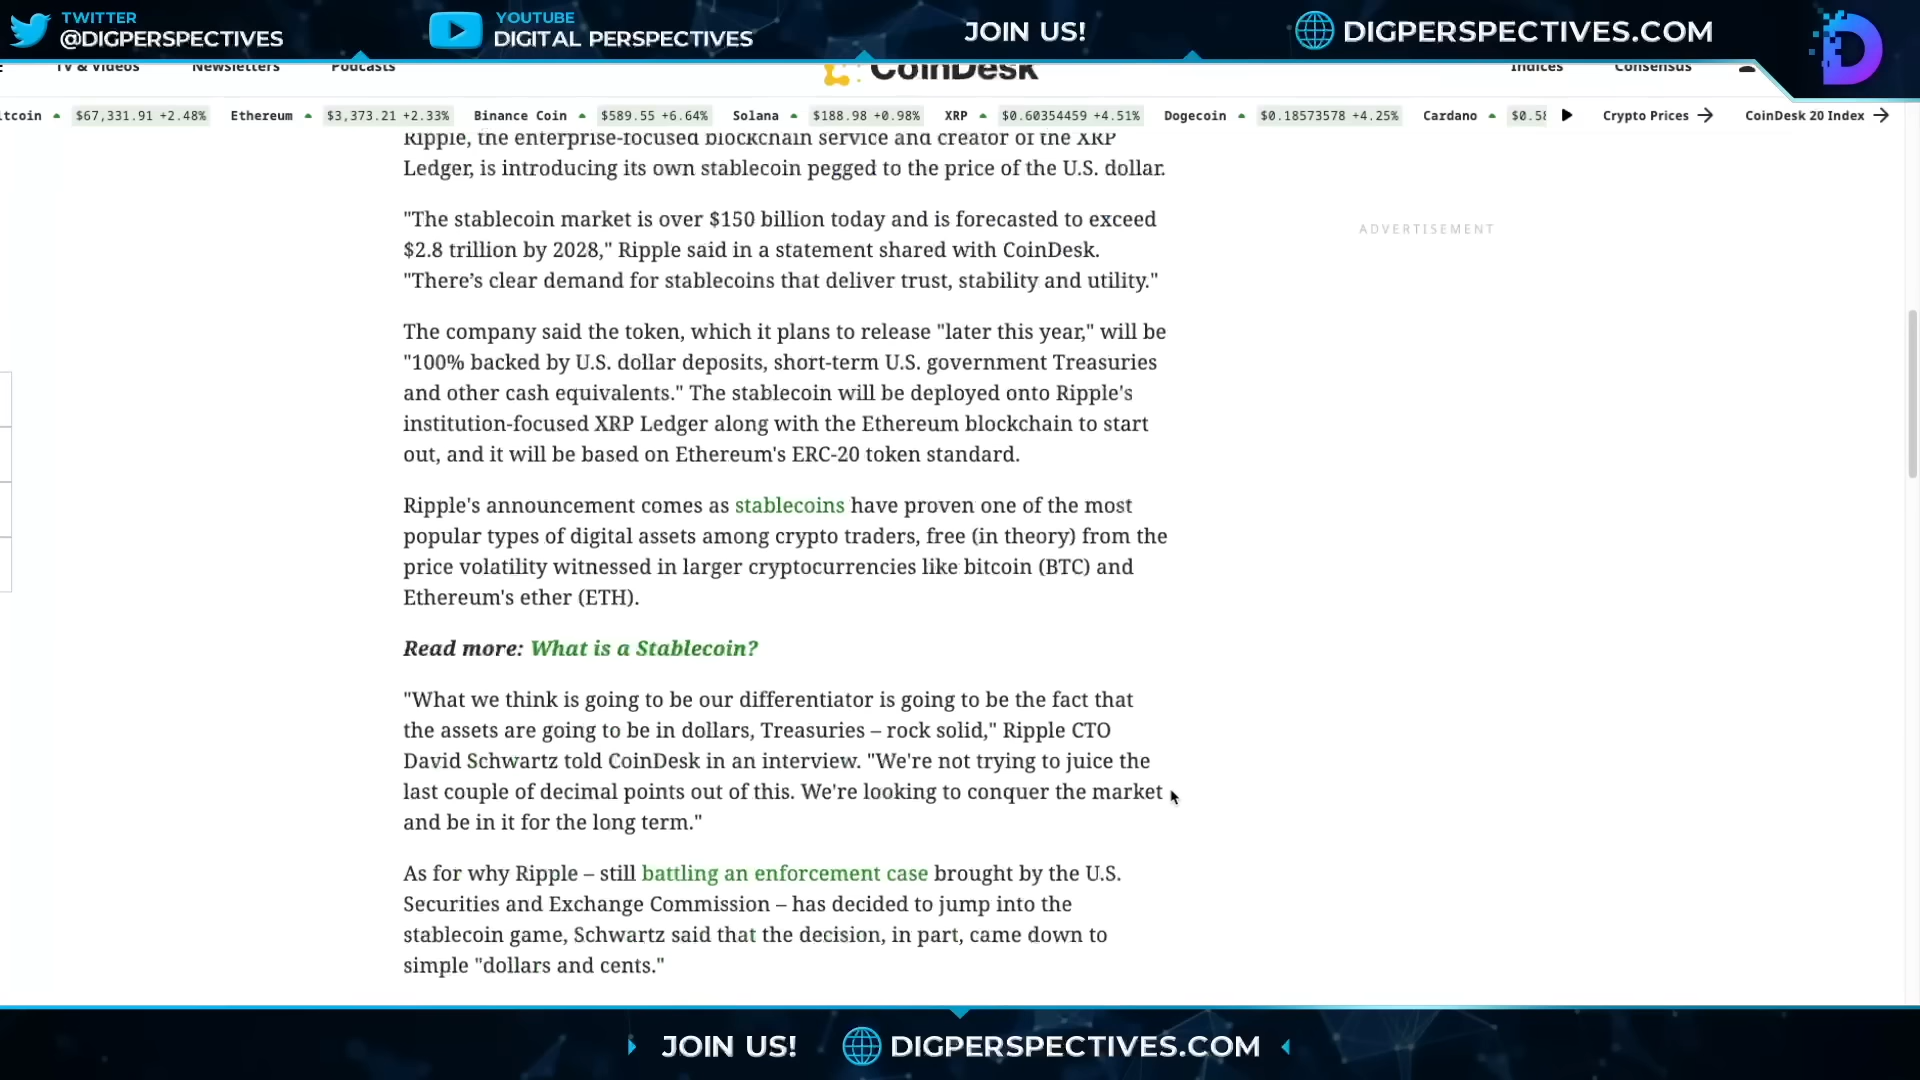 TWITTER
@DIGPERSPECTIVES
YOUTUBE
DIGITAL PERSPECTIVES
JOIN US!
DIGPERSPECTIVES.COM
TV & Videos Newsletters Podcasts CoinDesk Indices Consensus
itcoin $67,331.91 +2.48% Ethereum $3,373.21 +2.33% Binance Coin $589.55 +6.64% Solana $188.98 +0.98% XRP $0.60354459 +4.51% Dogecoin $0.18573578 +4.25% Cardano $0.58 Crypto Prices CoinDesk 20 Index
Ripple, the enterprise-focused blockchain service and creator of the XRP
Ledger, is introducing its own stablecoin pegged to the price of the U.S. dollar.
"The stablecoin market is over $150 billion today and is forecasted to exceed
$2.8 trillion by 2028," Ripple said in a statement shared with CoinDesk.
"There’s clear demand for stablecoins that deliver trust, stability and utility."
ADVERTISEMENT
The company said the token, which it plans to release "later this year," will be
"100% backed by U.S. dollar deposits, short-term U.S. government Treasuries
and other cash equivalents." The stablecoin will be deployed onto Ripple's
institution-focused XRP Ledger along with the Ethereum blockchain to start
out, and it will be based on Ethereum's ERC-20 token standard.
Ripple's announcement comes as stablecoins have proven one of the most
popular types of digital assets among crypto traders, free (in theory) from the
price volatility witnessed in larger cryptocurrencies like bitcoin (BTC) and
Ethereum's ether (ETH).
Read more: What is a Stablecoin?
"What we think is going to be our differentiator is going to be the fact that
the assets are going to be in dollars, Treasuries – rock solid," Ripple CTO
David Schwartz told CoinDesk in an interview. "We're not trying to juice the
last couple of decimal points out of this. We're looking to conquer the market
and be in it for the long term."
As for why Ripple – still battling an enforcement case brought by the U.S.
Securities and Exchange Commission – has decided to jump into the
stablecoin game, Schwartz said that the decision, in part, came down to
simple "dollars and cents."
JOIN US! DIGPERSPECTIVES.COM